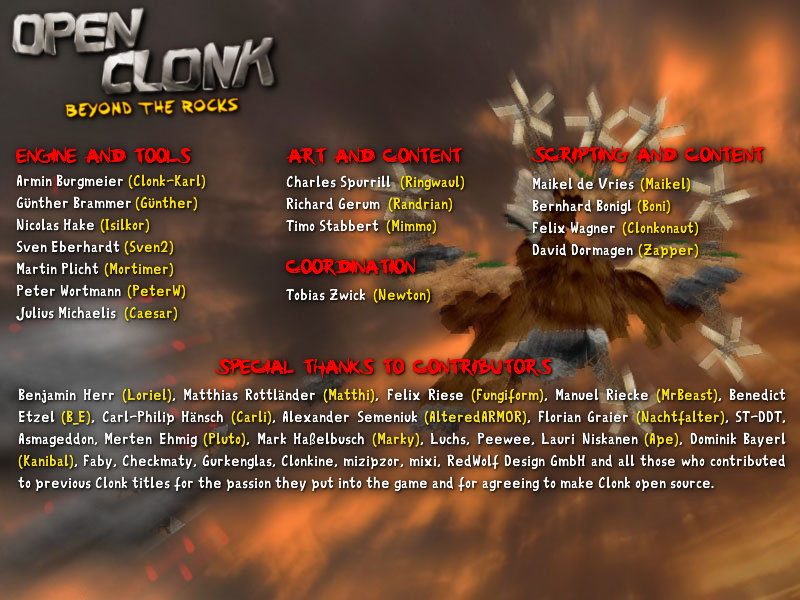 OPEN
CLONK
BEYOND THE ROCKS
ENGINE AND TOOLS
Armin Burgmeier (Clonk-Karl)
Günther Brammer (Günther)
Nicolas Hake (Isilkor)
Sven Eberhardt (Sven2)
Martin Plicht (Mortimer)
Peter Wortmann (PeterW)
Julius Michaelis (Caesar)
ART AND CONTENT
Charles Spurrill (Ringwaul)
Richard Gerum (Randrian)
Timo Stabbert (Mimmo)
COORDINATION
Tobias Zwick (Newton)
SCRIPTING AND CONTENT
Maikel de Vries (Maikel)
Bernhard Bonigl (Boni)
Felix Wagner (Clonkonaut)
David Dormagen (Zapper)
SPECIAL THANKS TO CONTRIBUTORS
Benjamin Herr (Loriel), Matthias Rottländer (Matthi), Felix Riese (Fungiform), Manuel Riecke (MrBeast), Benedict
Etzel (B_E), Carl-Philip Hänsch (Carli), Alexander Semeniuk (AlteredARMOR), Florian Graier (Nachtfalter), ST-DDT,
Asmageddon, Merten Ehmig (Pluto), Mark Haßelbusch (Marky), Luchs, Peewee, Lauri Niskanen (Ape), Dominik Bayerl
(Kanibal), Faby, Checkmaty, Gurkenglas, Clonkine, mizipzor, mixi, RedWolf Design GmbH and all those who contributed
to previous Clonk titles for the passion they put into the game and for agreeing to make Clonk open source.